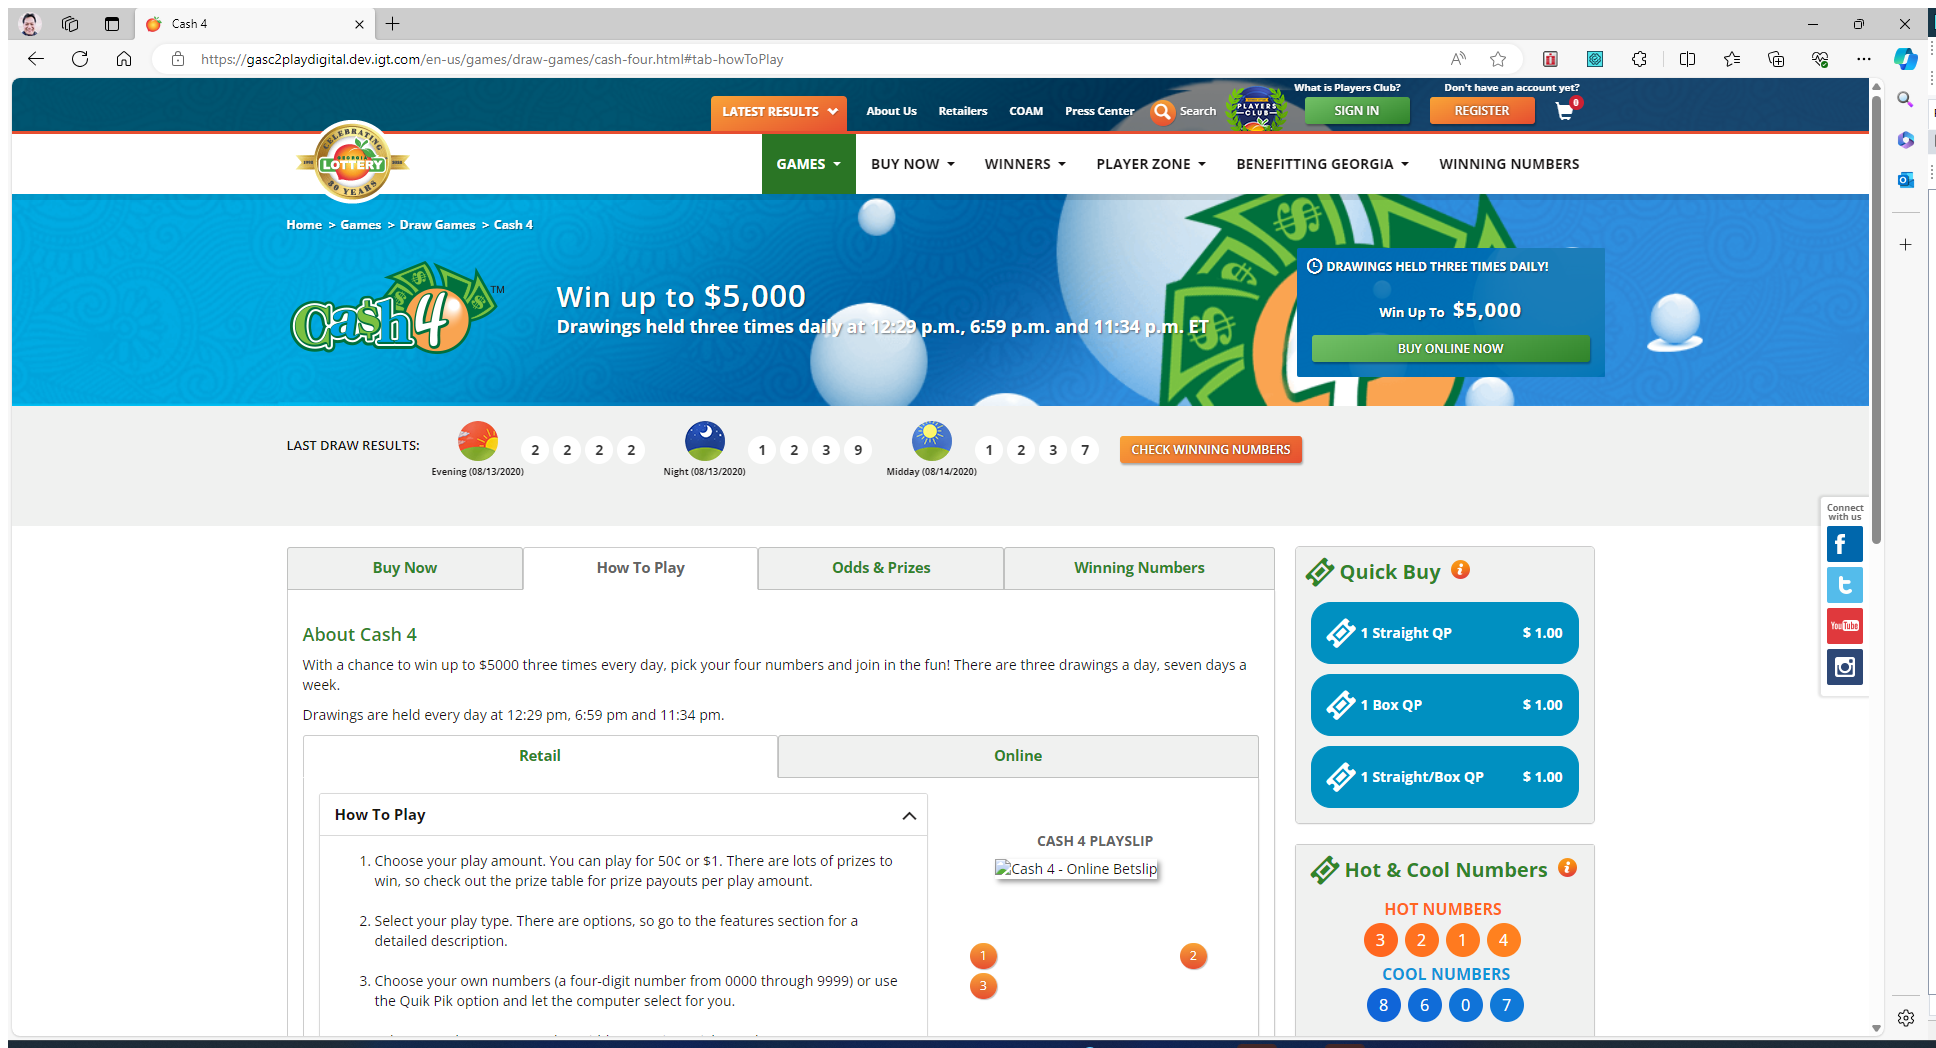 Cash 4
https://gasc2playdigital.dev.igt.com/en-us/games/draw-games/cash-four.html#tab-howToPlay
What is Players Club? Don't have an account yet?
LATEST RESULTS About Us Retailers COAM Press Center Search PLAYERS CLUB SIGN IN REGISTER 0
CELEBRATING
GEORGIA
LOTTERY
30 YEARS
GAMES BUY NOW WINNERS PLAYER ZONE BENEFITTING GEORGIA WINNING NUMBERS
Home > Games > Draw Games > Cash 4
Cash 4 TM
Win up to $5,000
Drawings held three times daily at 12:29 p.m., 6:59 p.m. and 11:34 p.m. ET
DRAWINGS HELD THREE TIMES DAILY!
Win Up To $5,000
BUY ONLINE NOW
LAST DRAW RESULTS:
2 2 2 2
Evening (08/13/2020)
1 2 3 9
Night (08/13/2020)
1 2 3 7
Midday (08/14/2020)
CHECK WINNING NUMBERS
Connect
with us
f
t
YouTube
Buy Now How To Play Odds & Prizes Winning Numbers
About Cash 4
With a chance to win up to $5000 three times every day, pick your four numbers and join in the fun! There are three drawings a day, seven days a
week.
Drawings are held every day at 12:29 pm, 6:59 pm and 11:34 pm.
Retail Online
How To Play
1. Choose your play amount. You can play for 50¢ or $1. There are lots of prizes to
win, so check out the prize table for prize payouts per play amount.
2. Select your play type. There are options, so go to the features section for a
detailed description.
3. Choose your own numbers (a four-digit number from 0000 through 9999) or use
the Quik Pik option and let the computer select for you.
CASH 4 PLAYSLIP
Cash 4 - Online Betslip
1 2
3
Quick Buy i
1 Straight QP $ 1.00
1 Box QP $ 1.00
1 Straight/Box QP $ 1.00
Hot & Cool Numbers i
HOT NUMBERS
3 2 1 4
COOL NUMBERS
8 6 0 7